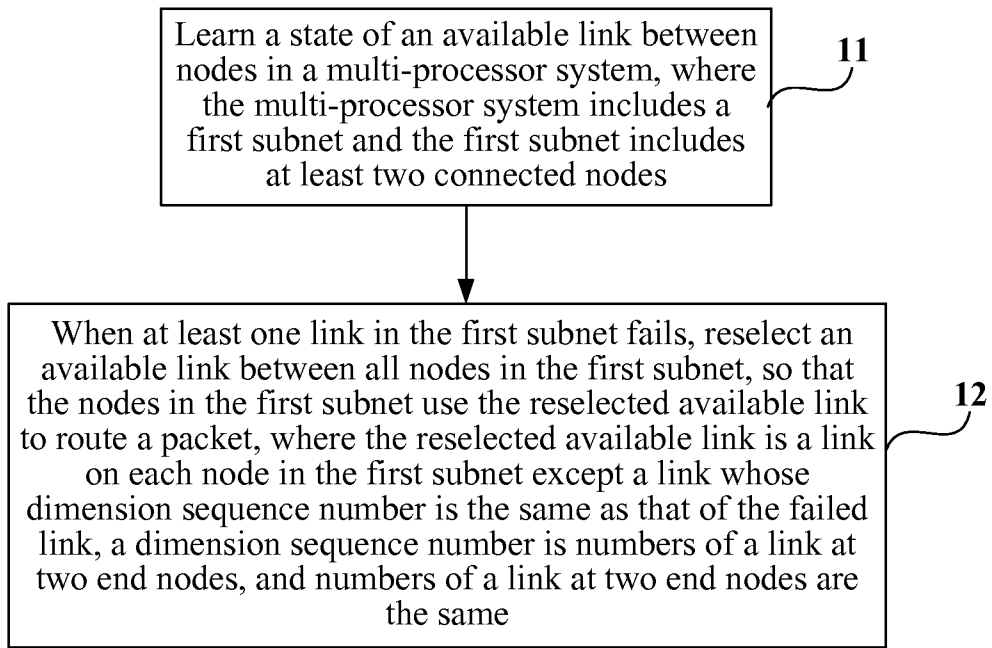 Learn a state of an available link between
nodes in a multi-processor system, where
the multi-processor system includes a
first subnet and the first subnet includes
at least two connected nodes
11
When at least one link in the first subnet fails, reselect an
available link between all nodes in the first subnet, so that
the nodes in the first subnet use the reselected available link
to route a packet, where the reselected available link is a link
on each node in the first subnet except a link whose
dimension sequence number is the same as that of the failed
link, a dimension sequence number is numbers of a link at
two end nodes, and numbers of a link at two end nodes are
the same
12